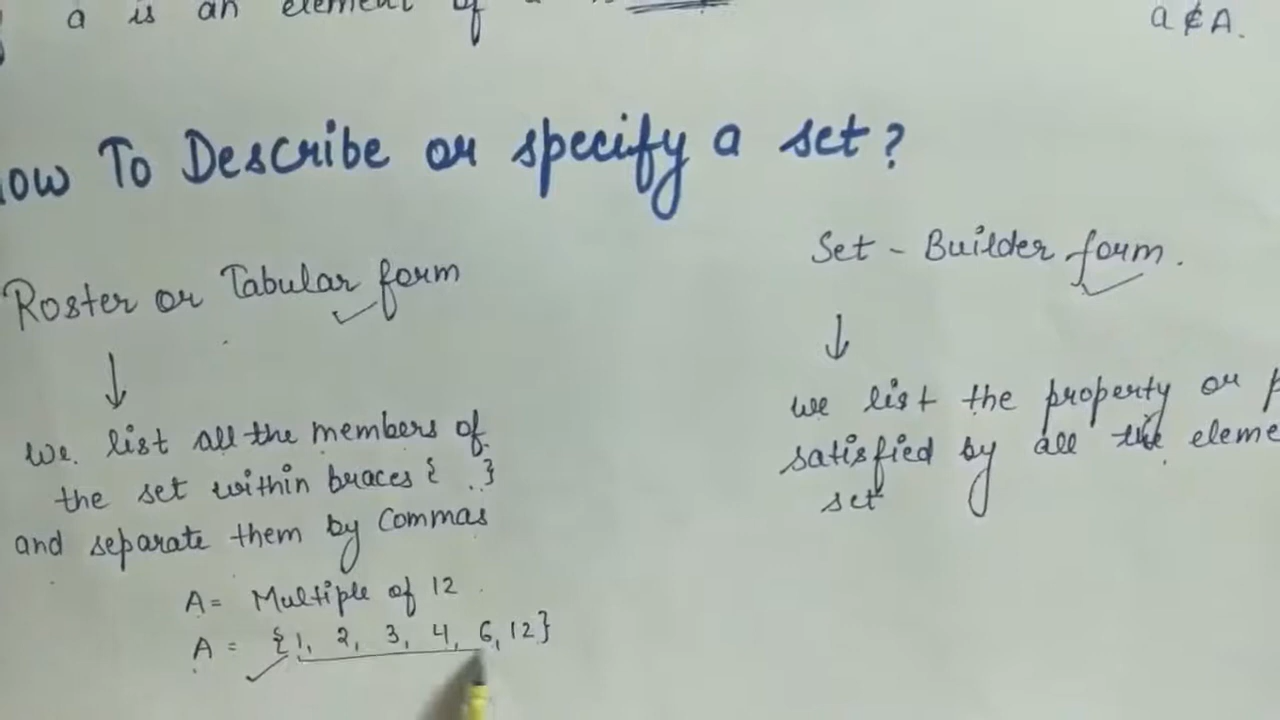 a is an element of
a ∉ A.
How To Describe or specify a set?
Roster or Tabular form
↓
we list all the members of
the set within braces { .. }
and separate them by commas
A = Multiple of 12
A = {1, 2, 3, 4, 6, 12}
Set - Builder form.
↓
we list the property or
satisfied by all the eleme
set